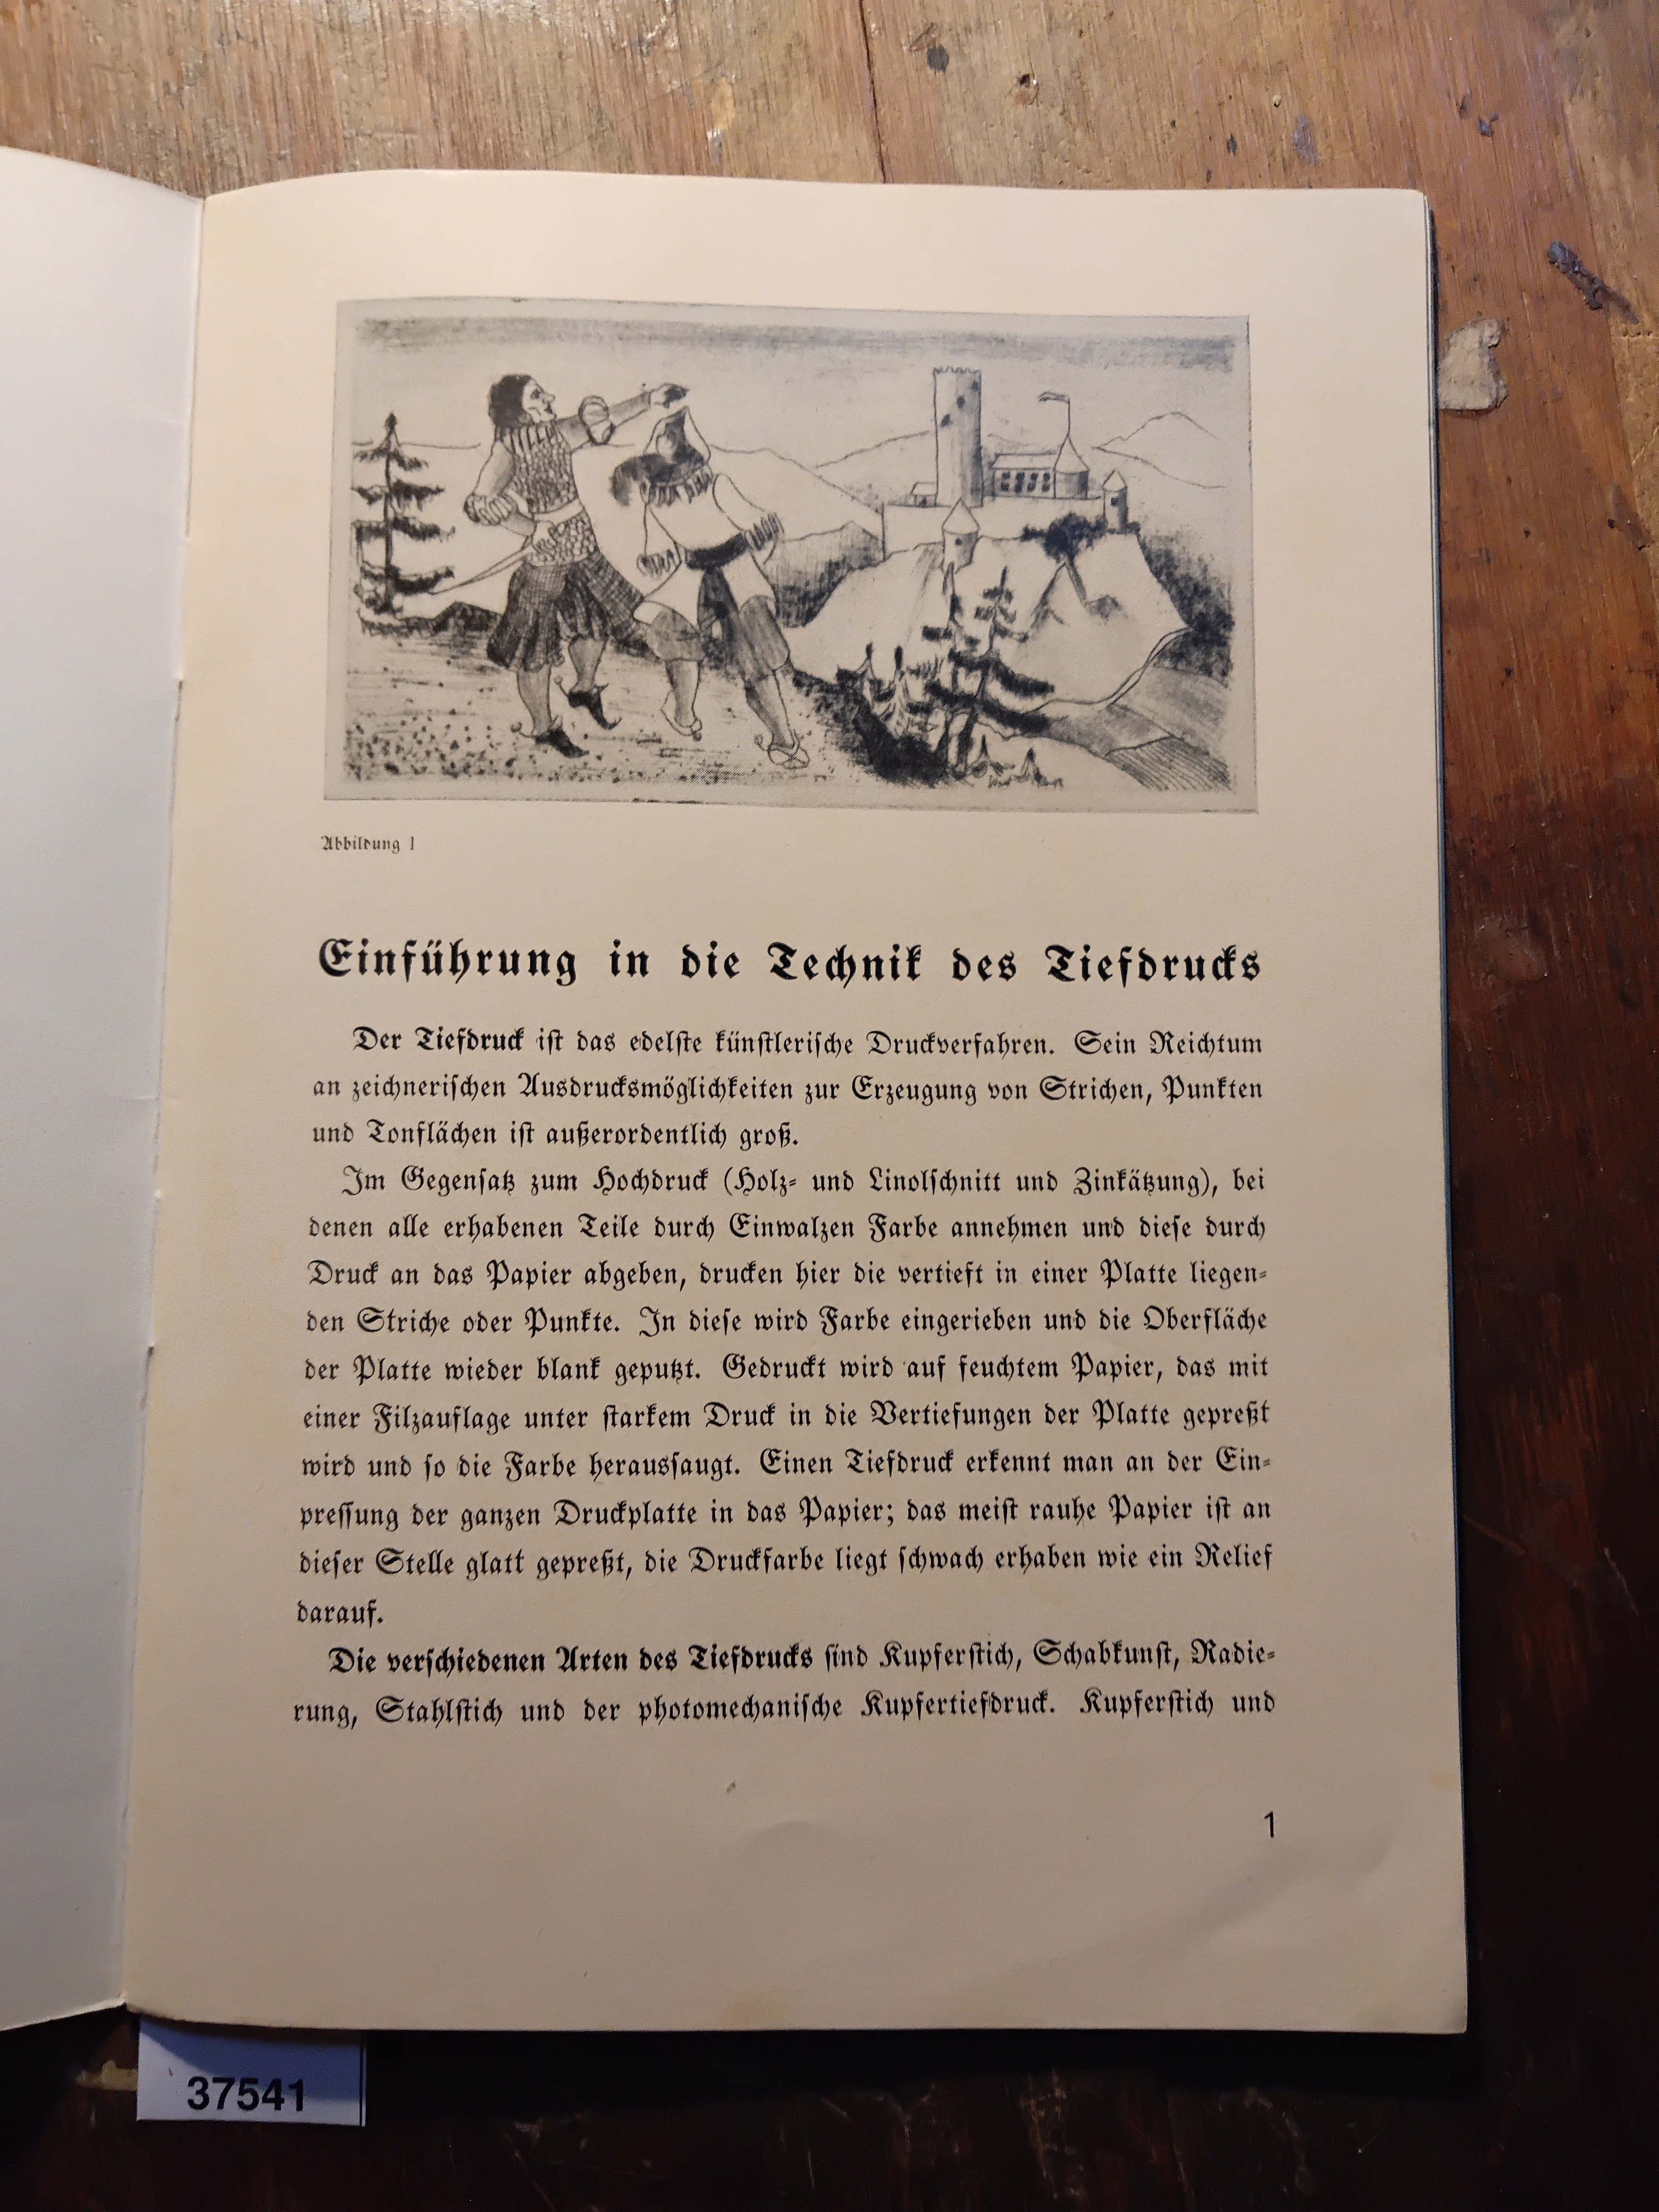 Abbildung 1
Einführung in die Technik des Tiefdrucks
Der Tiefdruck ist das edelste künstlerische Druckverfahren. Sein Reichtum
an zeichnerischen Ausdrucksmöglichkeiten zur Erzeugung von Strichen, Punkten
und Tonflächen ist außerordentlich groß.
Im Gegensatz zum Hochdruck (Holz- und Linolschnitt und Zinkätzung), bei
denen alle erhabenen Teile durch Einwalzen Farbe annehmen und diese durch
Druck an das Papier abgeben, drucken hier die vertieft in einer Platte liegen-
den Striche oder Punkte. In diese wird Farbe eingerieben und die Oberfläche
der Platte wieder blank geputzt. Gedruckt wird auf feuchtem Papier, das mit
einer Filzauflage unter starkem Druck in die Vertiefungen der Platte gepreßt
wird und so die Farbe heraussaugt. Einen Tiefdruck erkennt man an der Ein-
pressung der ganzen Druckplatte in das Papier; das meist rauhe Papier ist an
dieser Stelle glatt gepreßt, die Druckfarbe liegt schwach erhaben wie ein Relief
darauf.
Die verschiedenen Arten des Tiefdrucks sind Kupferstich, Schabkunst, Radie-
rung, Stahlstich und der photomechanische Kupfertiefdruck. Kupferstich und
1
37541